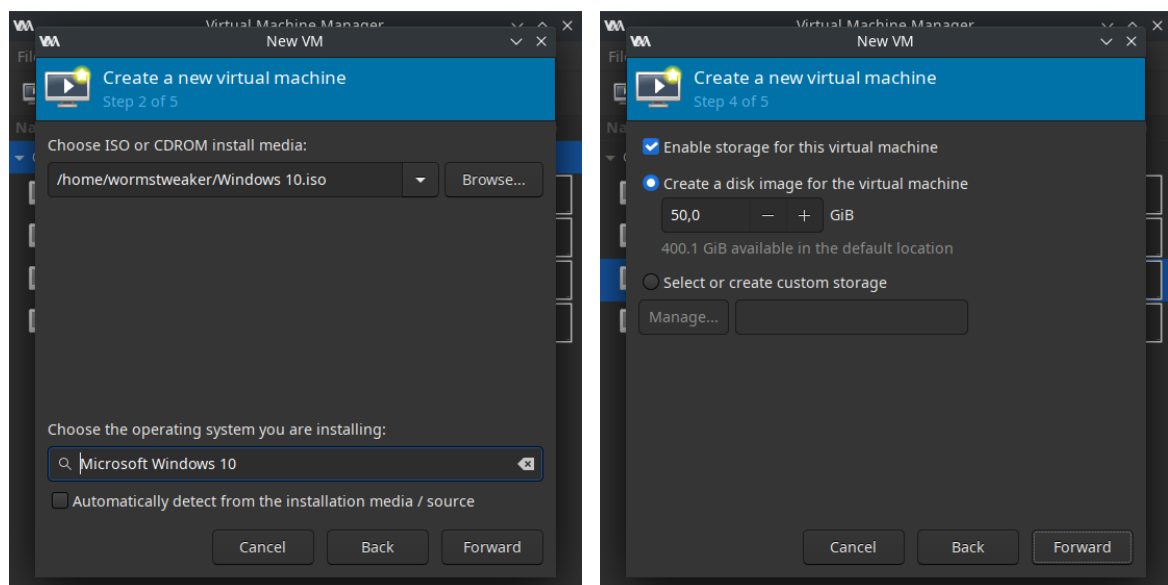 Virtual Machine Manager
New VM
File
Create a new virtual machine
Step 2 of 5
Na
Choose ISO or CDROM install media:
/home/wormstweaker/Windows 10.iso
Browse...
Choose the operating system you are installing:
Microsoft Windows 10
Automatically detect from the installation media / source
Cancel Back Forward
Virtual Machine Manager
New VM
File
Create a new virtual machine
Step 4 of 5
Na
Enable storage for this virtual machine
Create a disk image for the virtual machine
50,0 − + GiB
400.1 GiB available in the default location
Select or create custom storage
Manage...
Cancel Back Forward